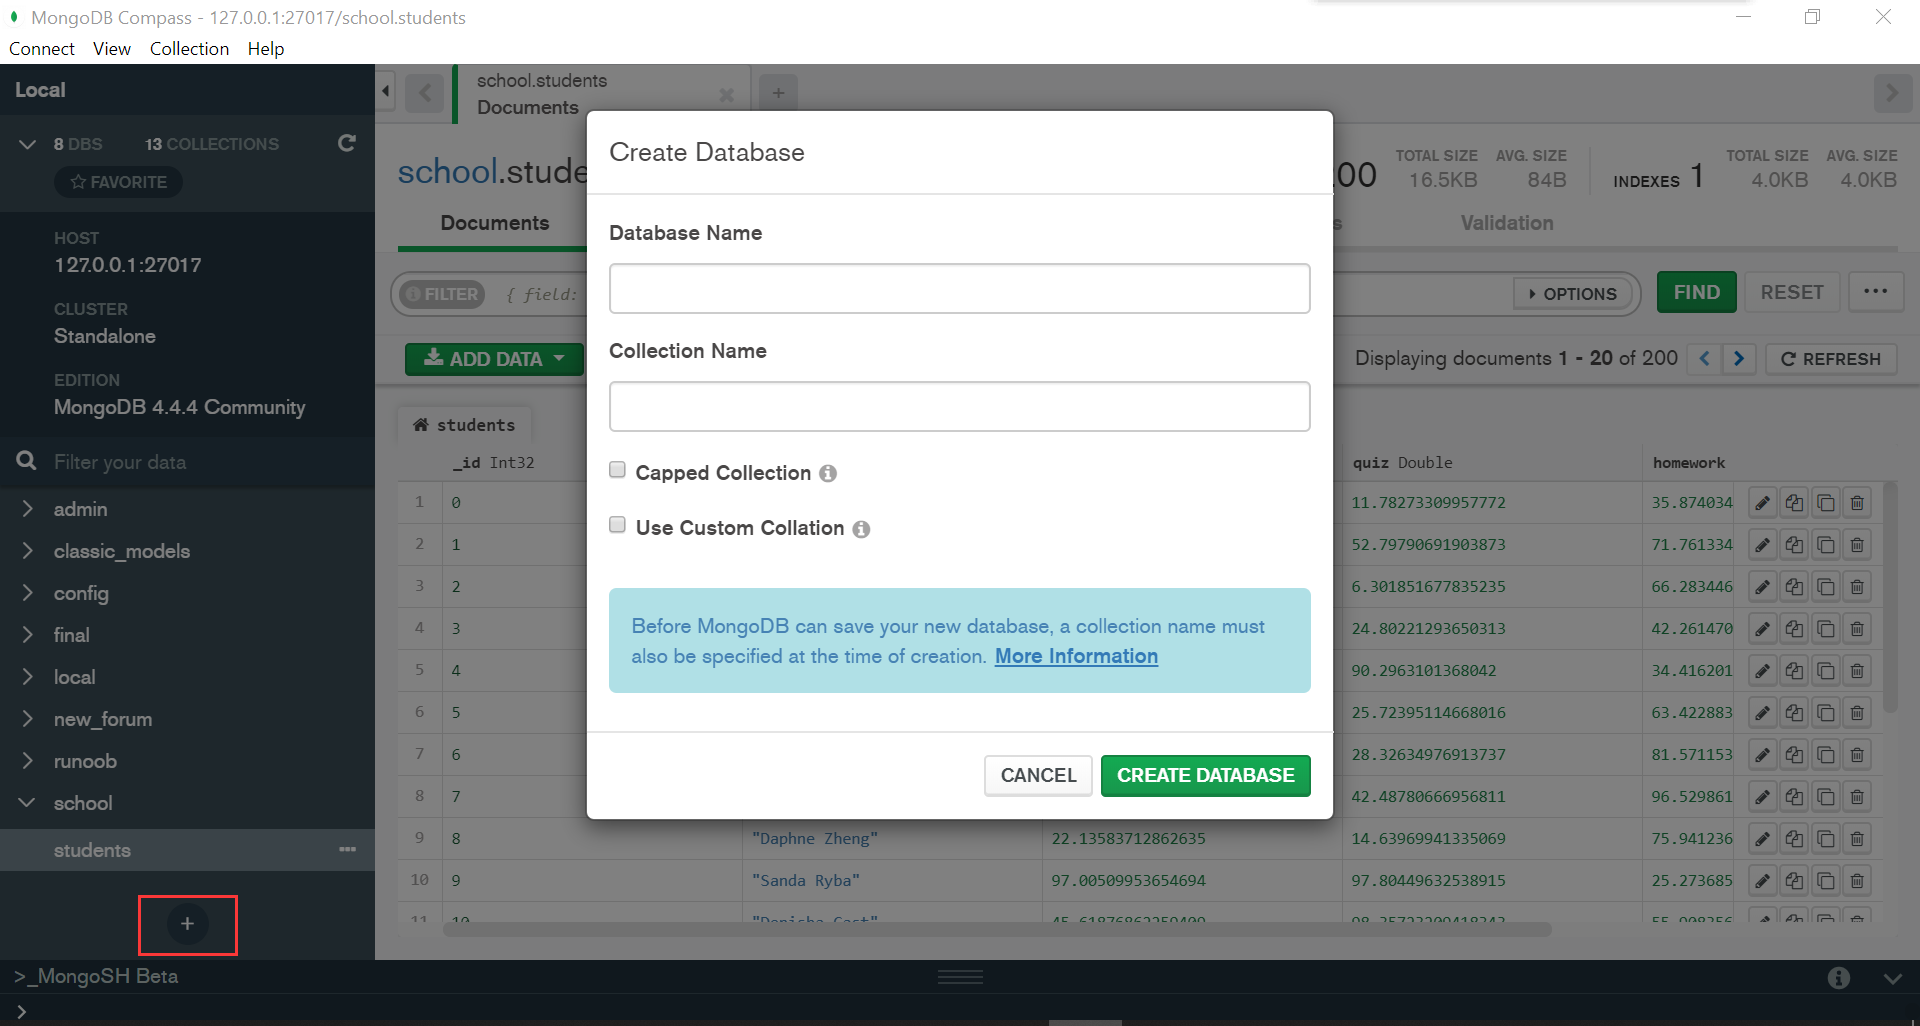 MongoDB Compass - 127.0.0.1:27017/school.students
Connect View Collection Help
Local
8 DBS 13 COLLECTIONS
FAVORITE
HOST
127.0.0.1:27017
CLUSTER
Standalone
EDITION
MongoDB 4.4.4 Community
Filter your data
admin
classic_models
config
final
local
new_forum
runoob
school
students
+
school.students
Documents
+
school.stude
00
TOTAL SIZE AVG. SIZE
16.5KB 84B
INDEXES 1
TOTAL SIZE AVG. SIZE
4.0KB 4.0KB
Documents
s
Validation
FILTER { field:
OPTIONS
FIND
RESET
ADD DATA
Displaying documents 1 - 20 of 200
REFRESH
students
_id Int32 quiz Double homework
1 0 11.78273309957772 35.874034
2 1 52.79790691903873 71.761334
3 2 6.301851677835235 66.283446
4 3 24.80221293650313 42.261470
5 4 90.2963101368042 34.416201
6 5 25.72395114668016 63.422883
7 6 28.32634976913737 81.571153
8 7 42.48780666956811 96.529861
9 8 "Daphne Zheng" 22.13583712862635 14.63969941335069 75.941236
10 9 "Sanda Ryba" 97.00509953654694 97.80449632538915 25.273685
11 10
Create Database
Database Name
Collection Name
Capped Collection
Use Custom Collation
Before MongoDB can save your new database, a collection name must
also be specified at the time of creation. More Information
CANCEL
CREATE DATABASE
>_MongoSH Beta
>